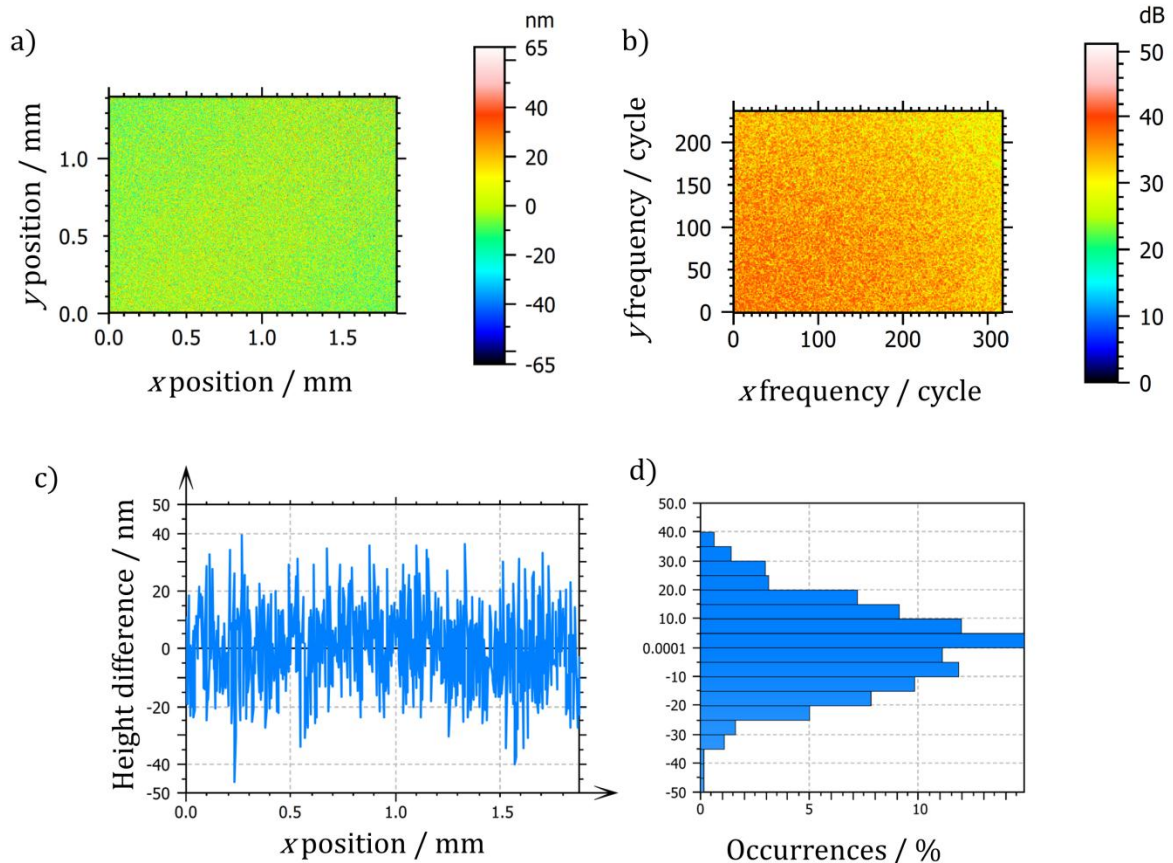 a)
nm
65
40
20
0
-20
-40
-65
1.0
0.5
0.0
y position / mm
0.0 0.5 1.0 1.5
x position / mm
b)
dB
50
40
30
20
10
0
200
150
100
50
0
y frequency / cycle
0 100 200 300
x frequency / cycle
c)
50
40
20
0
-20
-40
-50
Height difference / nm
0.0 0.5 1.0 1.5
x position / mm
d)
50.0
30.0
10.0
0.0001
-10
-20
-30
-40
-50
0 5 10
Occurrences / %